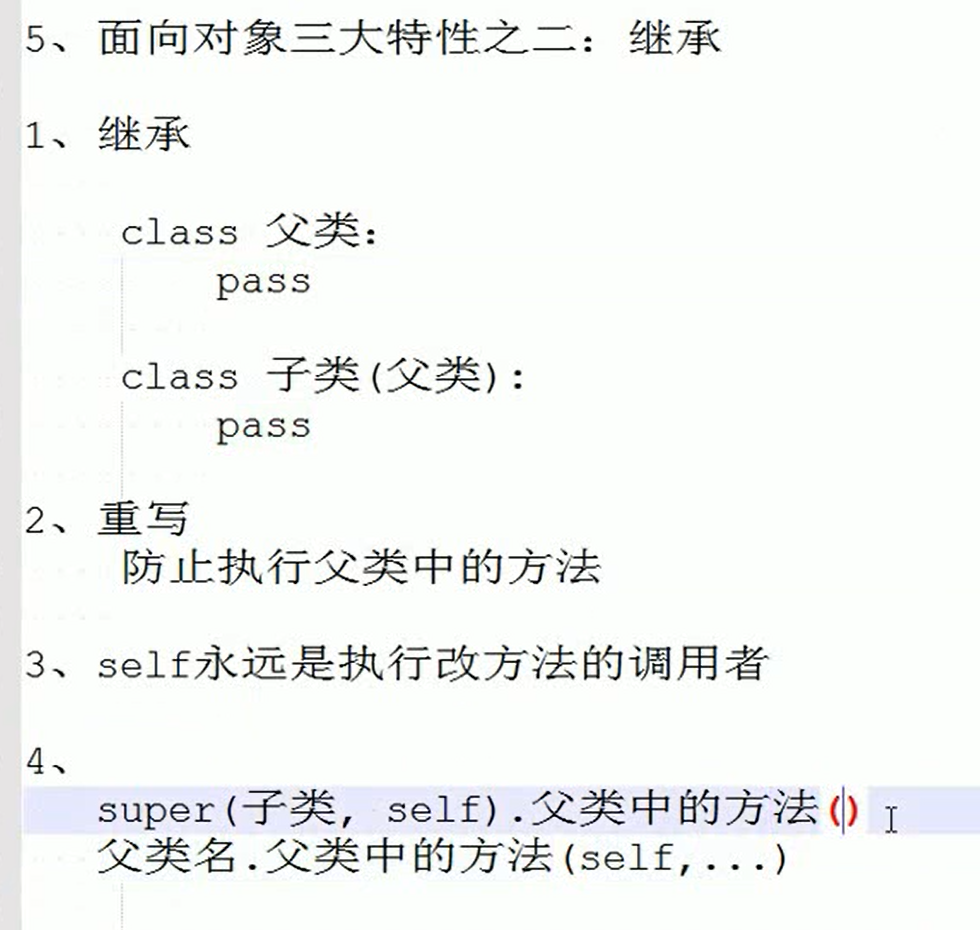 5、面向对象三大特性之二：继承
1、继承
class 父类：
pass
class 子类(父类):
pass
2、重写
防止执行父类中的方法
3、self永远是执行改方法的调用者
4、
super(子类, self).父类中的方法()
父类名.父类中的方法(self,...)